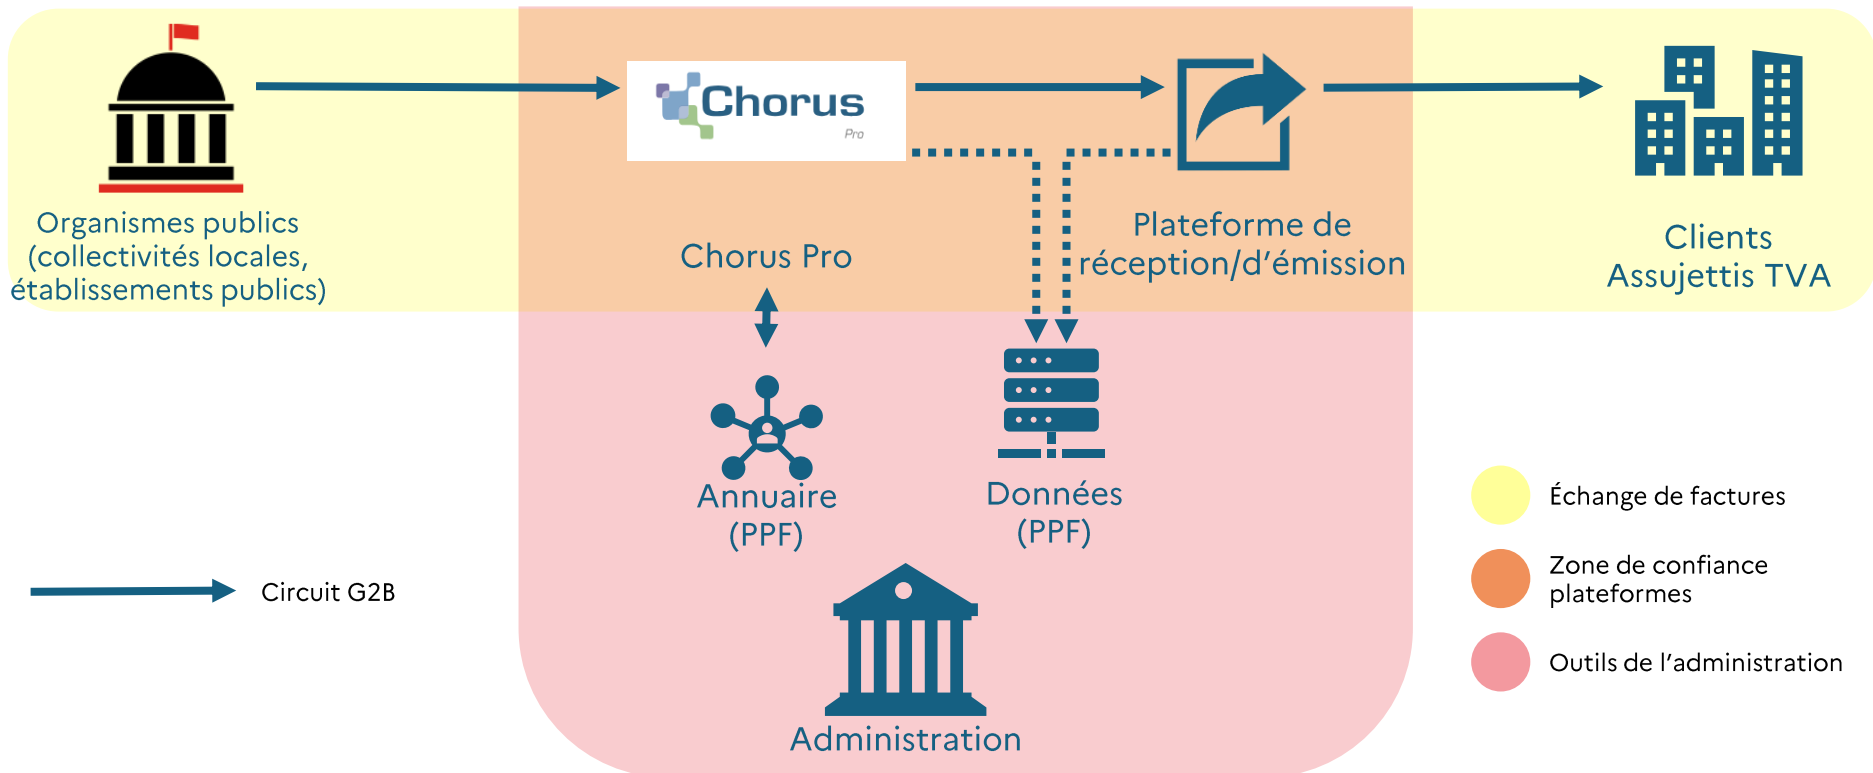 Chorus
Pro
Organismes publics
(collectivités locales,
établissements publics)
Chorus Pro
Plateforme de
réception/d'émission
Clients
Assujettis TVA
Annuaire
(PPF)
Données
(PPF)
Administration
Circuit G2B
Échange de factures
Zone de confiance
plateformes
Outils de l'administration